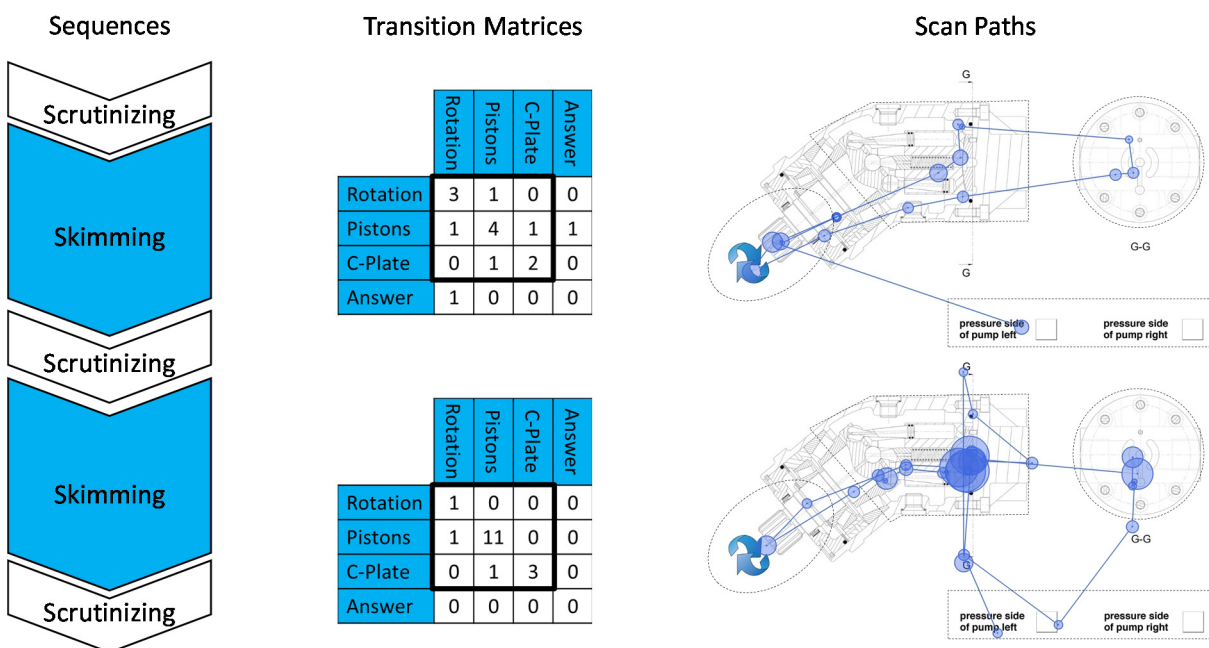 Sequences
Transition Matrices
Scan Paths
Scrutinizing
Skimming
Scrutinizing
Skimming
Scrutinizing
Rotation Pistons C-Plate Answer
Rotation 3 1 0 0
Pistons 1 4 1 1
C-Plate 0 1 2 0
Answer 1 0 0 0
Rotation Pistons C-Plate Answer
Rotation 1 0 0 0
Pistons 1 11 0 0
C-Plate 0 1 3 0
Answer 0 0 0 0
G
G-G
G
pressure side
of pump left
pressure side
of pump right
G
G-G
G
pressure side
of pump left
pressure side
of pump right